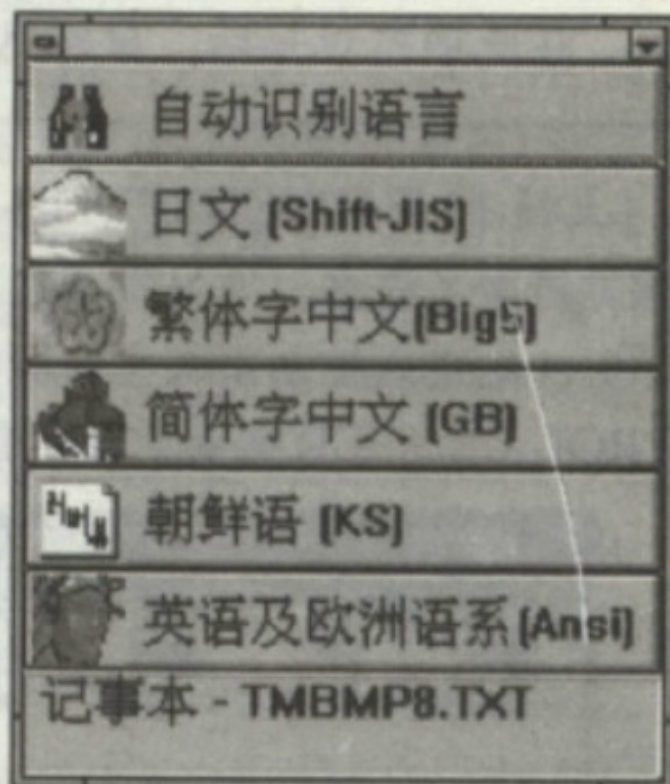 自动识别语言
日文 (Shift-JIS)
繁体字中文(Big5)
简体字中文 (GB)
朝鲜语 (KS)
英语及欧洲语系(Ansi)
记事本 - TMBMP8.TXT